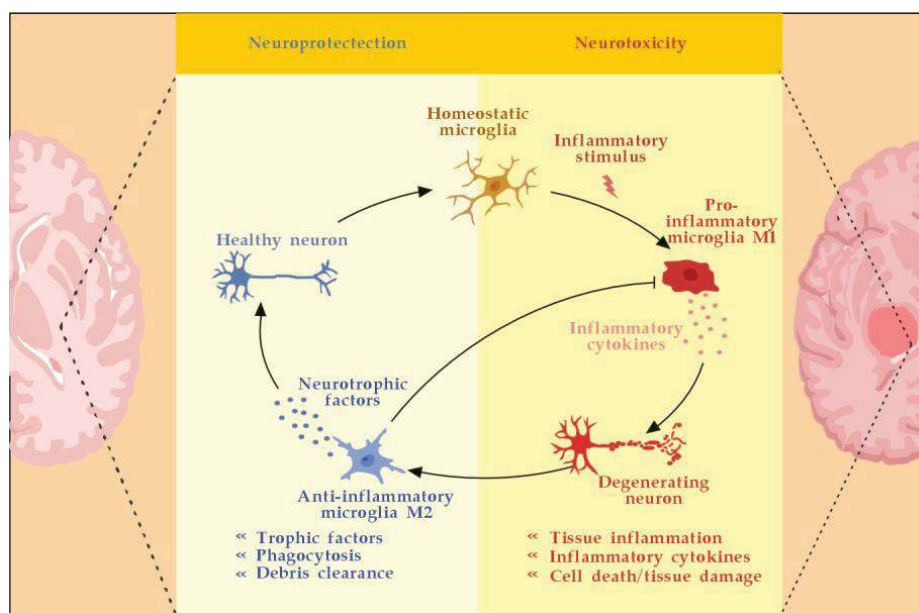 Neuroprotectection
Neurotoxicity
Homeostatic
microglia
Inflammatory
stimulus
Pro-
inflammatory
microglia M1
Healthy neuron
Inflammatory
cytokines
Neurotrophic
factors
Degenerating
neuron
Anti-inflammatory
microglia M2
« Trophic factors
« Phagocytosis
« Debris clearance
« Tissue inflammation
« Inflammatory cytokines
« Cell death/tissue damage